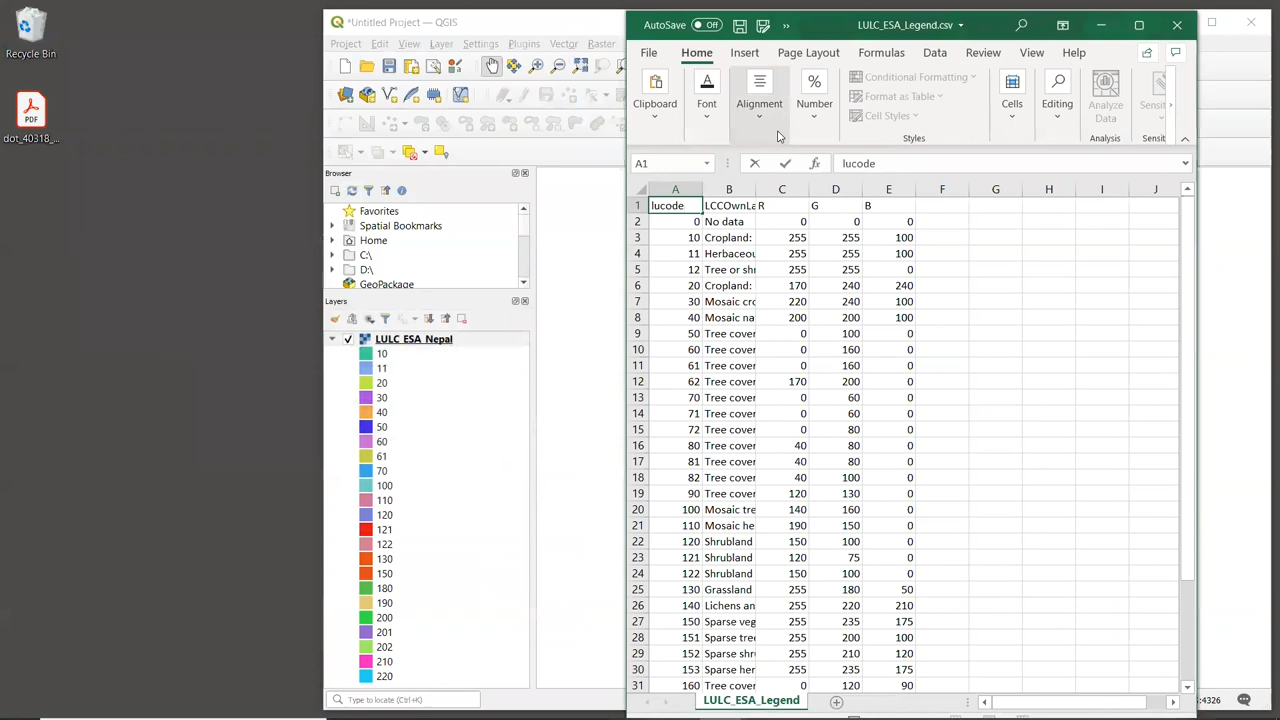 Recycle Bin
PDF
dot_40318_...
*Untitled Project — QGIS
Project Edit View Layer Settings Plugins Vector Raster
Browser
Favorites
Spatial Bookmarks
Home
C:\
D:\
GeoPackage
Layers
LULC_ESA_Nepal
10
11
20
30
40
50
60
61
70
100
110
120
121
122
130
150
180
190
200
201
202
210
220
Type to locate (Ctrl+K)
:4326
AutoSave Off LULC_ESA_Legend.csv
File Home Insert Page Layout Formulas Data Review View Help
Clipboard Font Alignment Number
Conditional Formatting
Format as Table
Cell Styles
Styles
Cells Editing
Analyze Data
Analysis
Sensit
Sensit
A1 fx lucode
A B C D E F G H I J
1 lucode LCCOwnLa R G B
2 0 No data 0 0 0
3 10 Cropland: 255 255 100
4 11 Herbaceou 255 255 100
5 12 Tree or shr 255 255 0
6 20 Cropland: 170 240 240
7 30 Mosaic cro 220 240 100
8 40 Mosaic na 200 200 100
9 50 Tree cover 0 100 0
10 60 Tree cover 0 160 0
11 61 Tree cover 0 160 0
12 62 Tree cover 170 200 0
13 70 Tree cover 0 60 0
14 71 Tree cover 0 60 0
15 72 Tree cover 0 80 0
16 80 Tree cover 40 80 0
17 81 Tree cover 40 80 0
18 82 Tree cover 40 100 0
19 90 Tree cover 120 130 0
20 100 Mosaic tre 140 160 0
21 110 Mosaic he 190 150 0
22 120 Shrubland 150 100 0
23 121 Shrubland 120 75 0
24 122 Shrubland 150 100 0
25 130 Grassland 255 180 50
26 140 Lichens an 255 220 210
27 150 Sparse veg 255 235 175
28 151 Sparse tree 255 200 100
29 152 Sparse shr 255 210 120
30 153 Sparse her 255 235 175
31 160 Tree cover 0 120 90
LULC_ESA_Legend